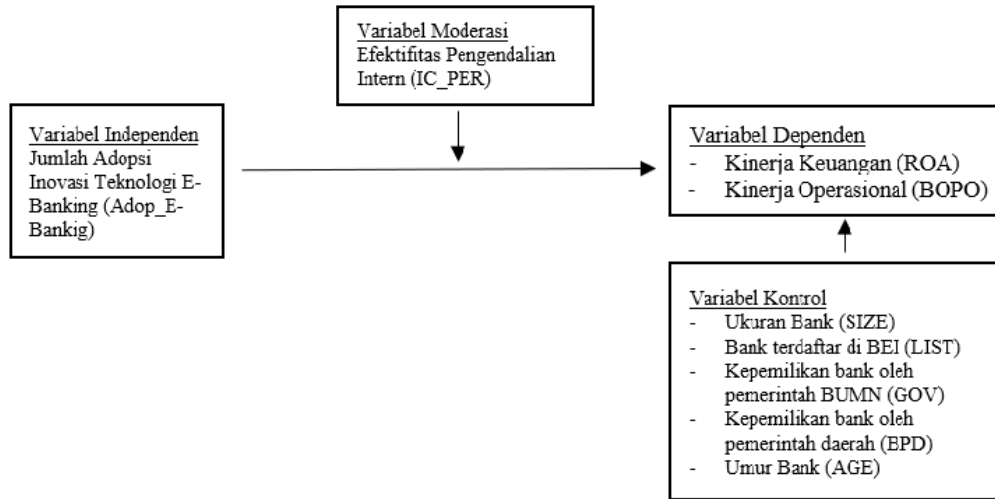 Variabel Moderasi
Efektifitas Pengendalian
Intern (IC_PER)
Variabel Independen
Jumlah Adopsi
Inovasi Teknologi E-
Banking (Adop_E-
Bankig)
Variabel Dependen
- Kinerja Keuangan (ROA)
- Kinerja Operasional (BOPO)
Variabel Kontrol
- Ukuran Bank (SIZE)
- Bank terdaftar di BEI (LIST)
- Kepemilikan bank oleh
pemerintah BUMN (GOV)
- Kepemilikan bank oleh
pemerintah daerah (BPD)
- Umur Bank (AGE)